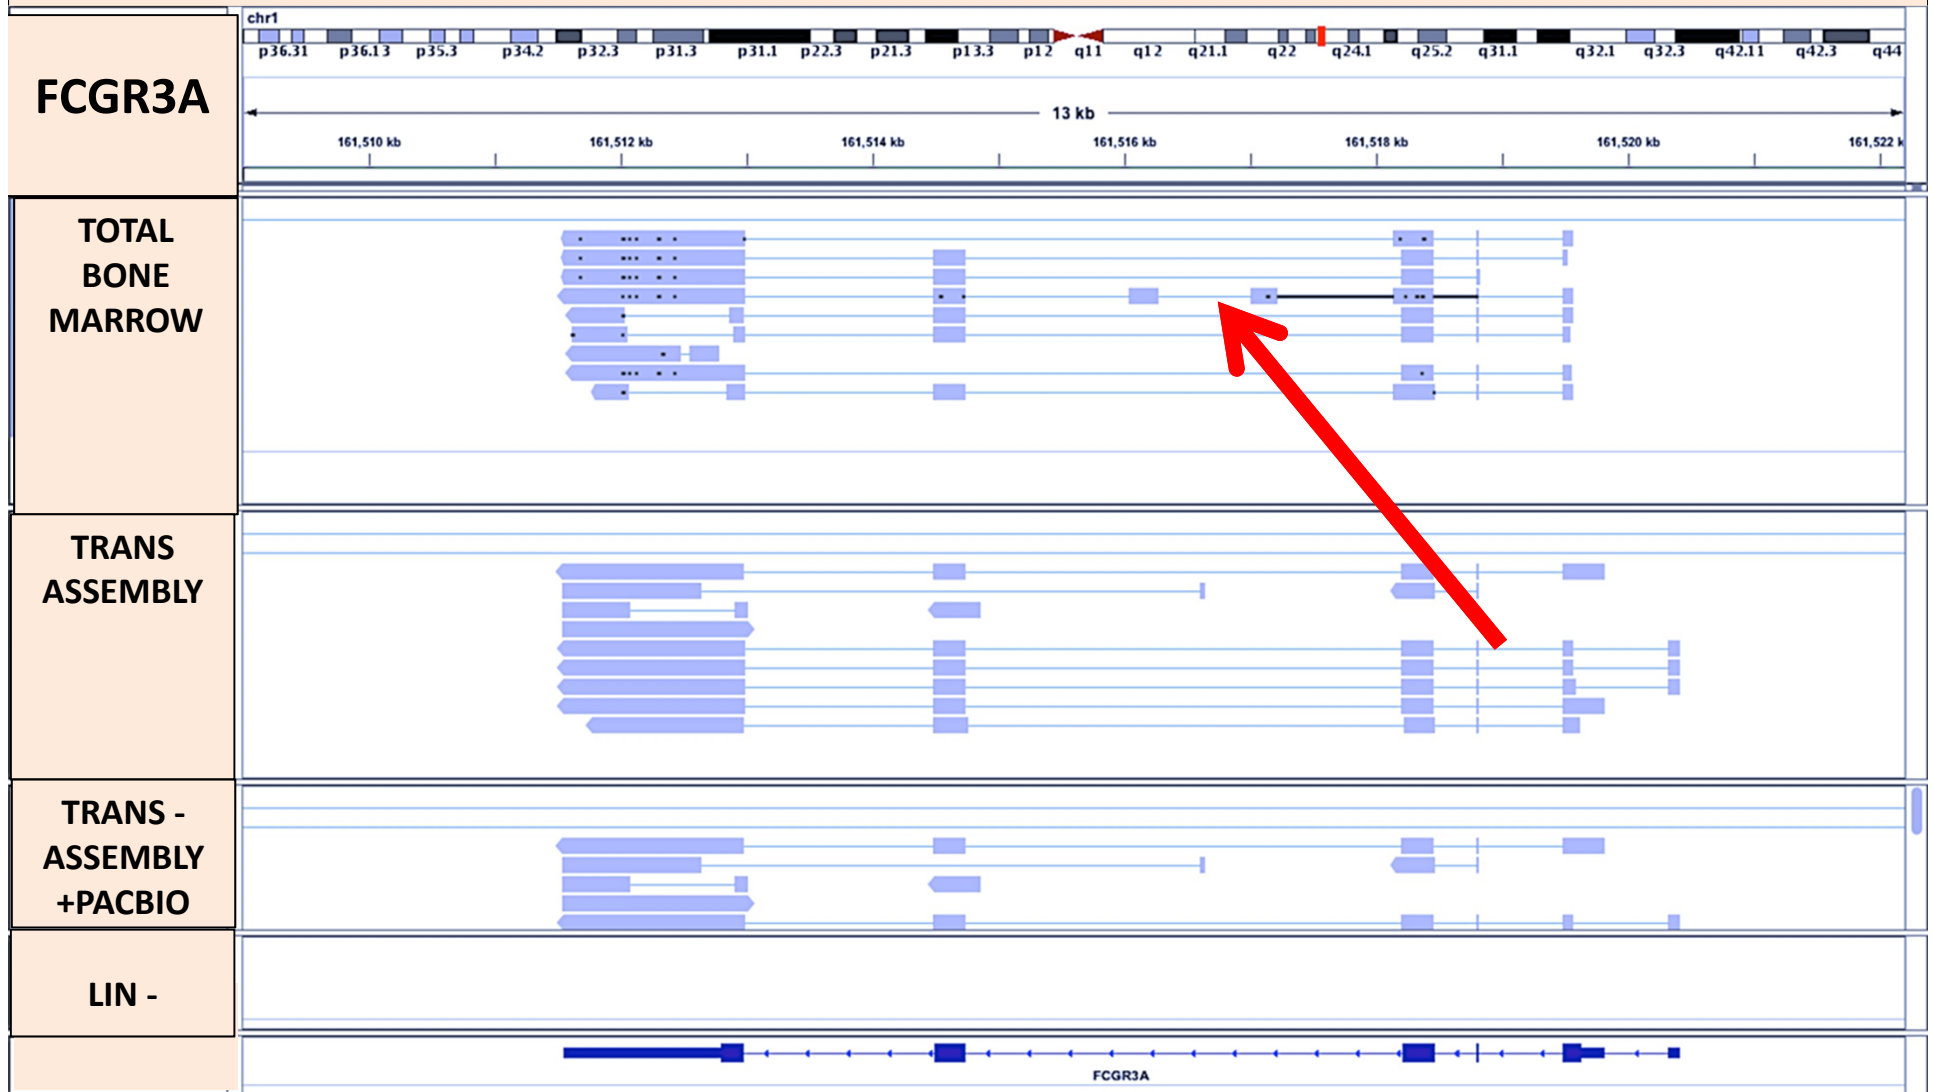 chr1
p36.31 p36.13 p35.3 p34.2 p32.3 p31.3 p31.1 p22.3 p21.3 p13.3 p12 q11 q12 q21.1 q22 q24.1 q25.2 q31.1 q32.1 q32.3 q42.11 q42.3 q44
FCGR3A
13 kb
161,510 kb 161,512 kb 161,514 kb 161,516 kb 161,518 kb 161,520 kb 161,522 k
TOTAL
BONE
MARROW
TRANS
ASSEMBLY
TRANS -
ASSEMBLY
+PACBIO
LIN -
FCGR3A